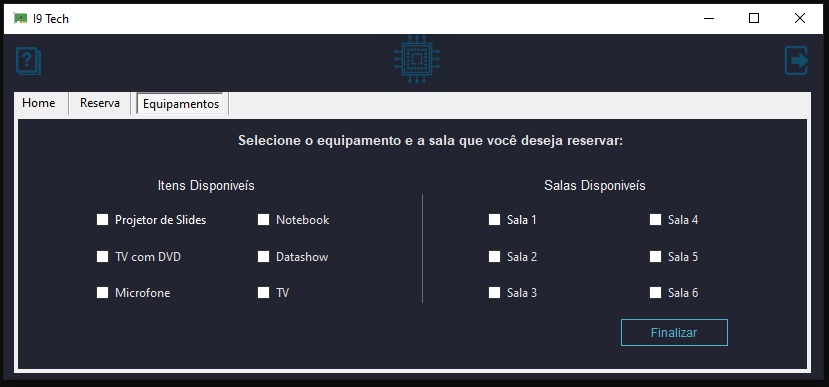 I9 Tech
Home Reserva Equipamentos
Selecione o equipamento e a sala que você deseja reservar:
Itens Disponiveís Salas Disponiveís
Projetor de Slides Notebook Sala 1 Sala 4
TV com DVD Datashow Sala 2 Sala 5
Microfone TV Sala 3 Sala 6
Finalizar